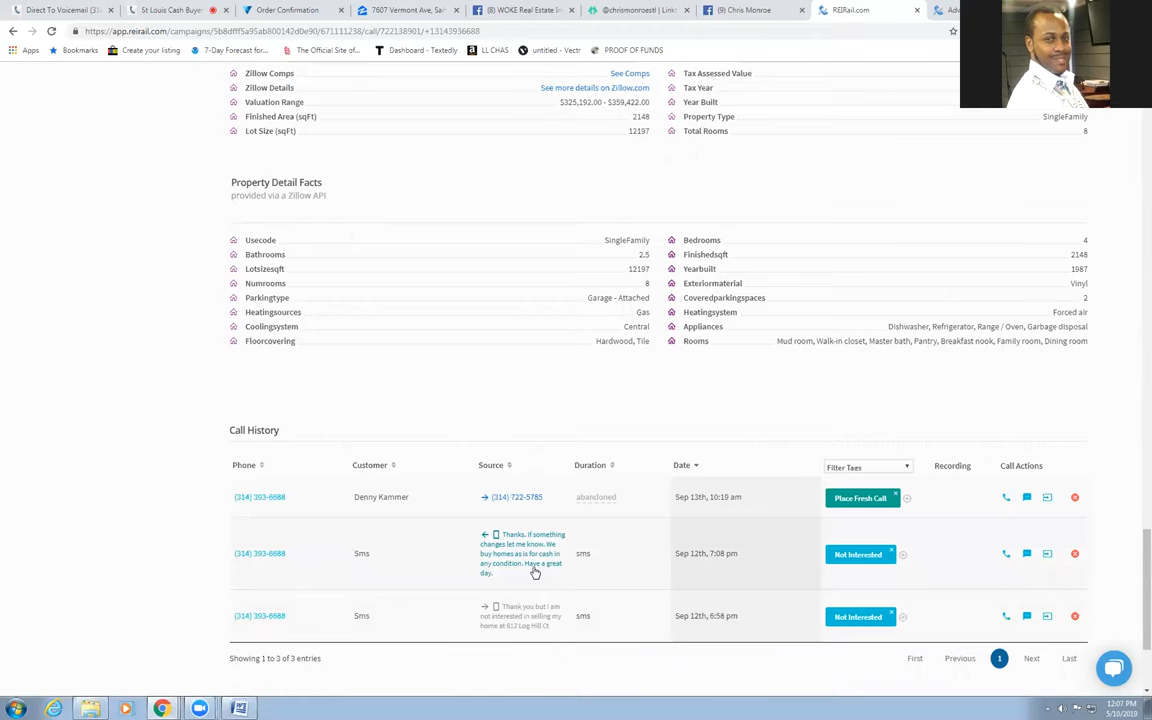 Direct To Voicemail (31
St Louis Cash Buyer
Order Confirmation
7607 Vermont Ave, Sai
(8) WOKE Real Estate In
@chrismonroestl | Link
(9) Chris Monroe
REIRail.com
Adv
https://app.reirail.com/campaigns/5b8dfff5a95ab800142d0e90/671111238/call/722138901/+13143936688
Apps
Bookmarks
Create your listing
7-Day Forecast for...
The Official Site of...
Dashboard - Textedly
LL CHAS
untitled - Vectr
PROOF OF FUNDS
Zillow Comps See Comps Tax Assessed Value
Zillow Details See more details on Zillow.com Tax Year
Valuation Range $325,192.00 - $359,422.00 Year Built
Finished Area (sqFt) 2148 Property Type SingleFamily
Lot Size (sqFt) 12197 Total Rooms 8
Property Detail Facts
provided via a Zillow API
Usecode SingleFamily Bedrooms 4
Bathrooms 2.5 Finishedsqft 2148
Lotsizesqft 12197 Yearbuilt 1987
Numrooms 8 Exteriormaterial Vinyl
Parkingtype Garage - Attached Coveredparkingspaces 2
Heatingsources Gas Heatingsystem Forced air
Coolingsystem Central Appliances Dishwasher, Refrigerator, Range / Oven, Garbage disposal
Floorcovering Hardwood, Tile Rooms Mud room, Walk-in closet, Master bath, Pantry, Breakfast nook, Family room, Dining room
Call History
Phone Customer Source Duration Date Filter Tags Recording Call Actions
(314) 393-6688 Denny Kammer → (314) 722-5785 abandoned Sep 13th, 10:19 am Place Fresh Call
← Thanks. If something
changes let me know. We
(314) 393-6688 Sms buy homes as is for cash in sms Sep 12th, 7:08 pm Not Interested
any condition. Have a great
day.
→ Thank you but I am
(314) 393-6688 Sms not interested in selling my sms Sep 12th, 6:58 pm Not Interested
home at 612 Log Hill Ct
Showing 1 to 3 of 3 entries First Previous 1 Next Last
12:07 PM
5/10/2019